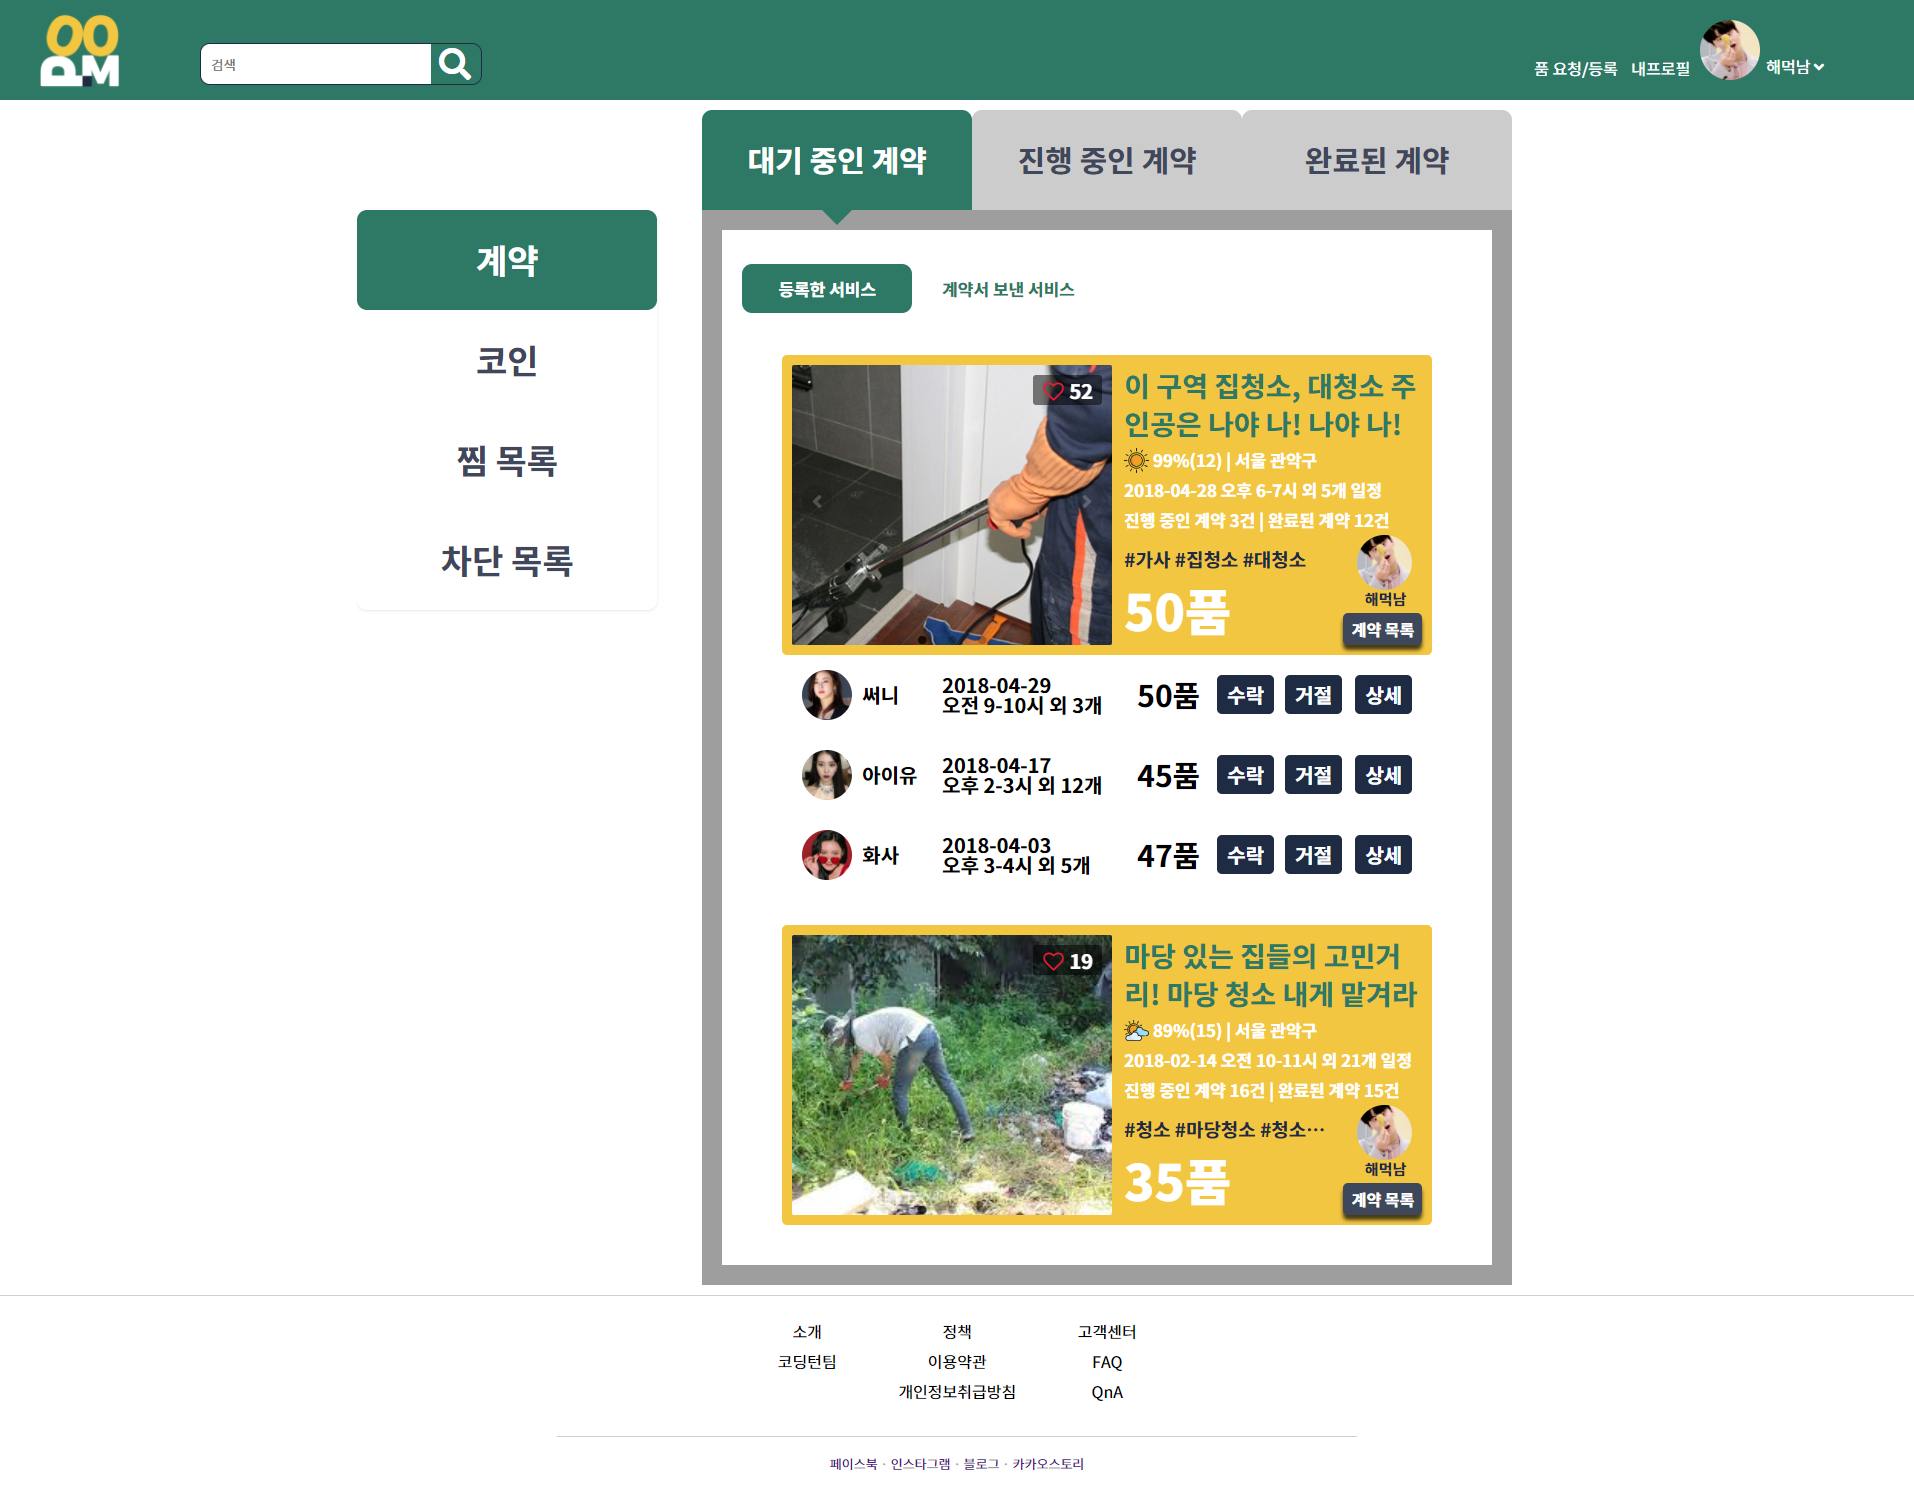 POOM
검색
품 요청/등록 내프로필 해먹남
대기 중인 계약 진행 중인 계약 완료된 계약
계약
코인
찜 목록
차단 목록
등록한 서비스 계약서 보낸 서비스
52
이 구역 집청소, 대청소 주
인공은 나야 나! 나야 나!
99%(12) | 서울 관악구
2018-04-28 오후 6-7시 외 5개 일정
진행 중인 계약 3건 | 완료된 계약 12건
#가사 #집청소 #대청소
50품
해먹남
계약 목록
써니
2018-04-29
오전 9-10시 외 3개
50품 수락 거절 상세
아이유
2018-04-17
오후 2-3시 외 12개
45품 수락 거절 상세
화사
2018-04-03
오후 3-4시 외 5개
47품 수락 거절 상세
19
마당 있는 집들의 고민거
리! 마당 청소 내게 맡겨라
89%(15) | 서울 관악구
2018-02-14 오전 10-11시 외 21개 일정
진행 중인 계약 16건 | 완료된 계약 15건
#청소 #마당청소 #청소…
35품
해먹남
계약 목록
소개 정책 고객센터
코딩턴팀 이용약관 FAQ
개인정보취급방침 QnA
페이스북 · 인스타그램 · 블로그 · 카카오스토리